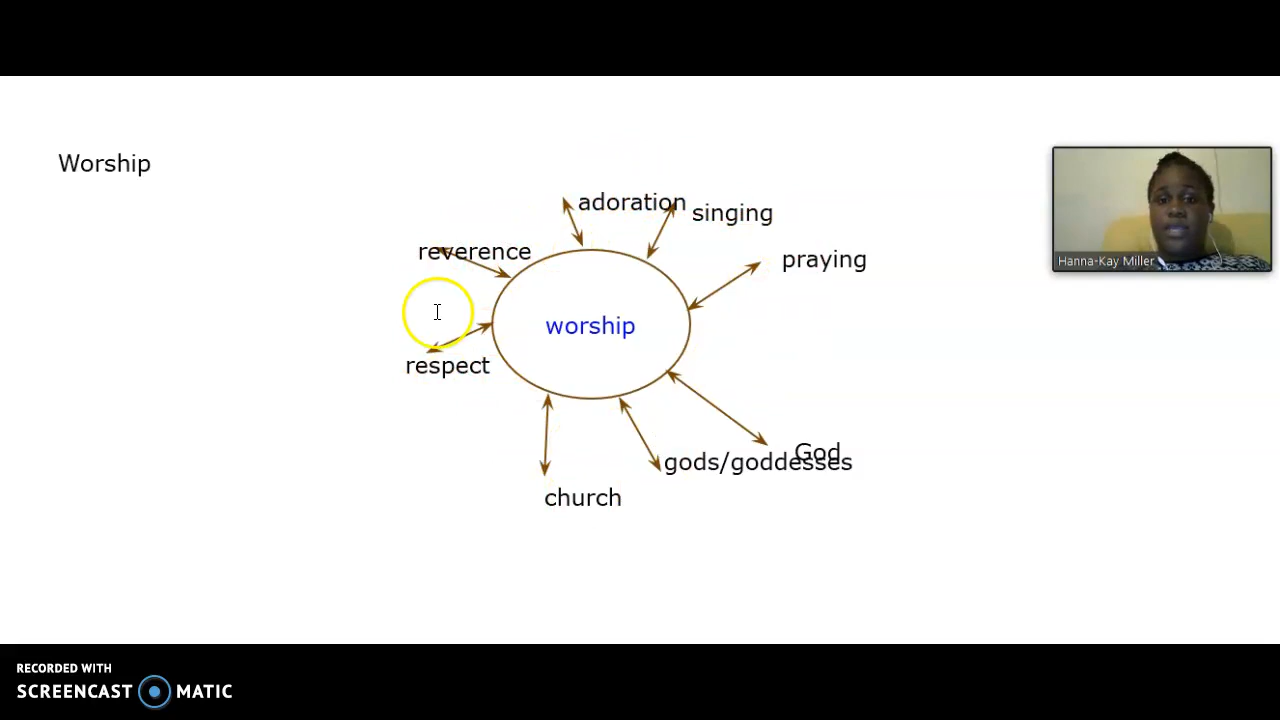 Worship
adoration
singing
reverence
praying
worship
respect
God
gods/goddesses
church
Hanna-Kay Miller
RECORDED WITH
SCREENCAST MATIC